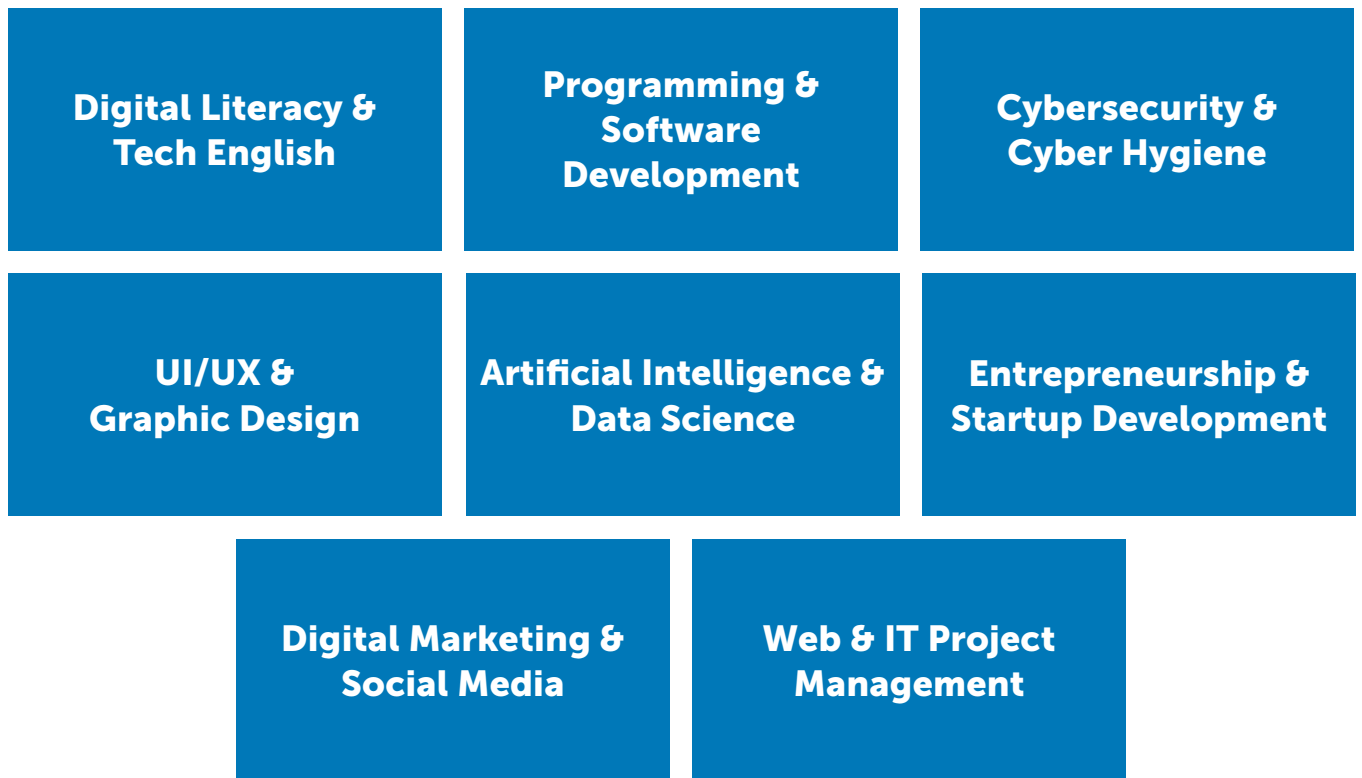 Digital Literacy &
Tech English
Programming &
Software
Development
Cybersecurity &
Cyber Hygiene
UI/UX &
Graphic Design
Artificial Intelligence &
Data Science
Entrepreneurship &
Startup Development
Digital Marketing &
Social Media
Web & IT Project
Management